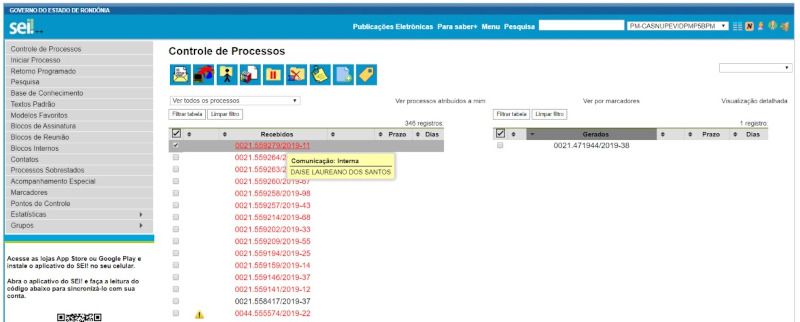 GOVERNO DO ESTADO DE RONDÔNIA
sei!
Publicações Eletrônicas Para saber+ Menu Pesquisa
PM-CASNUPEVIDPMP5BPM
Controle de Processos
Iniciar Processo
Retorno Programado
Pesquisa
Base de Conhecimento
Textos Padrão
Modelos Favoritos
Blocos de Assinatura
Blocos de Reunião
Blocos Internos
Contatos
Processos Sobrestados
Acompanhamento Especial
Marcadores
Pontos de Controle
Estatísticas
Grupos
Acesse as lojas App Store ou Google Play e
instale o aplicativo do SEI! no seu celular.
Abra o aplicativo do SEI! e faça a leitura do
código abaixo para sincronizá-lo com sua
conta.
Controle de Processos
Ver todos os processos
Ver processos atribuídos a mim
Ver por marcadores
Visualização detalhada
Filtrar tabela Limpar filtro
346 registros:
Recebidos Prazo Dias
0021.559279/2019-11
0021.559264/2
Comunicação: Interna
DAISE LAUREANO DOS SANTOS
0021.559263/2
0021.559260/2019-67
0021.559258/2019-98
0021.559257/2019-43
0021.559214/2019-68
0021.559202/2019-33
0021.559209/2019-55
0021.559194/2019-25
0021.559159/2019-14
0021.559146/2019-37
0021.559141/2019-12
0021.558417/2019-37
0044.555574/2019-22
Filtrar tabela Limpar filtro
1 registro:
Gerados Prazo Dias
0021.471944/2019-38